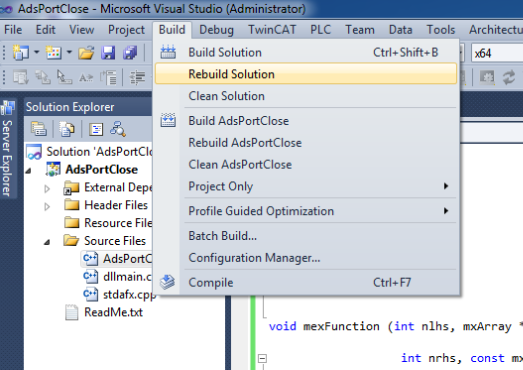 AdsPortClose - Microsoft Visual Studio (Administrator)
File Edit View Project Build Debug TwinCAT PLC Team Data Tools Architectu
Build Solution Ctrl+Shift+B
x64
Rebuild Solution
Clean Solution
Solution Explorer
Build AdsPortClose
Rebuild AdsPortClose
Server Explorer
Solution 'AdsPortClo
Clean AdsPortClose
AdsPortClose
Project Only
External Depe
Header Files
Profile Guided Optimization
Resource File
Batch Build...
Source Files
Configuration Manager...
AdsPortC
dllmain.c
Compile Ctrl+F7
stdafx.cpp
ReadMe.txt
void mexFunction (int nlhs, mxArray *
int nrhs, const mx